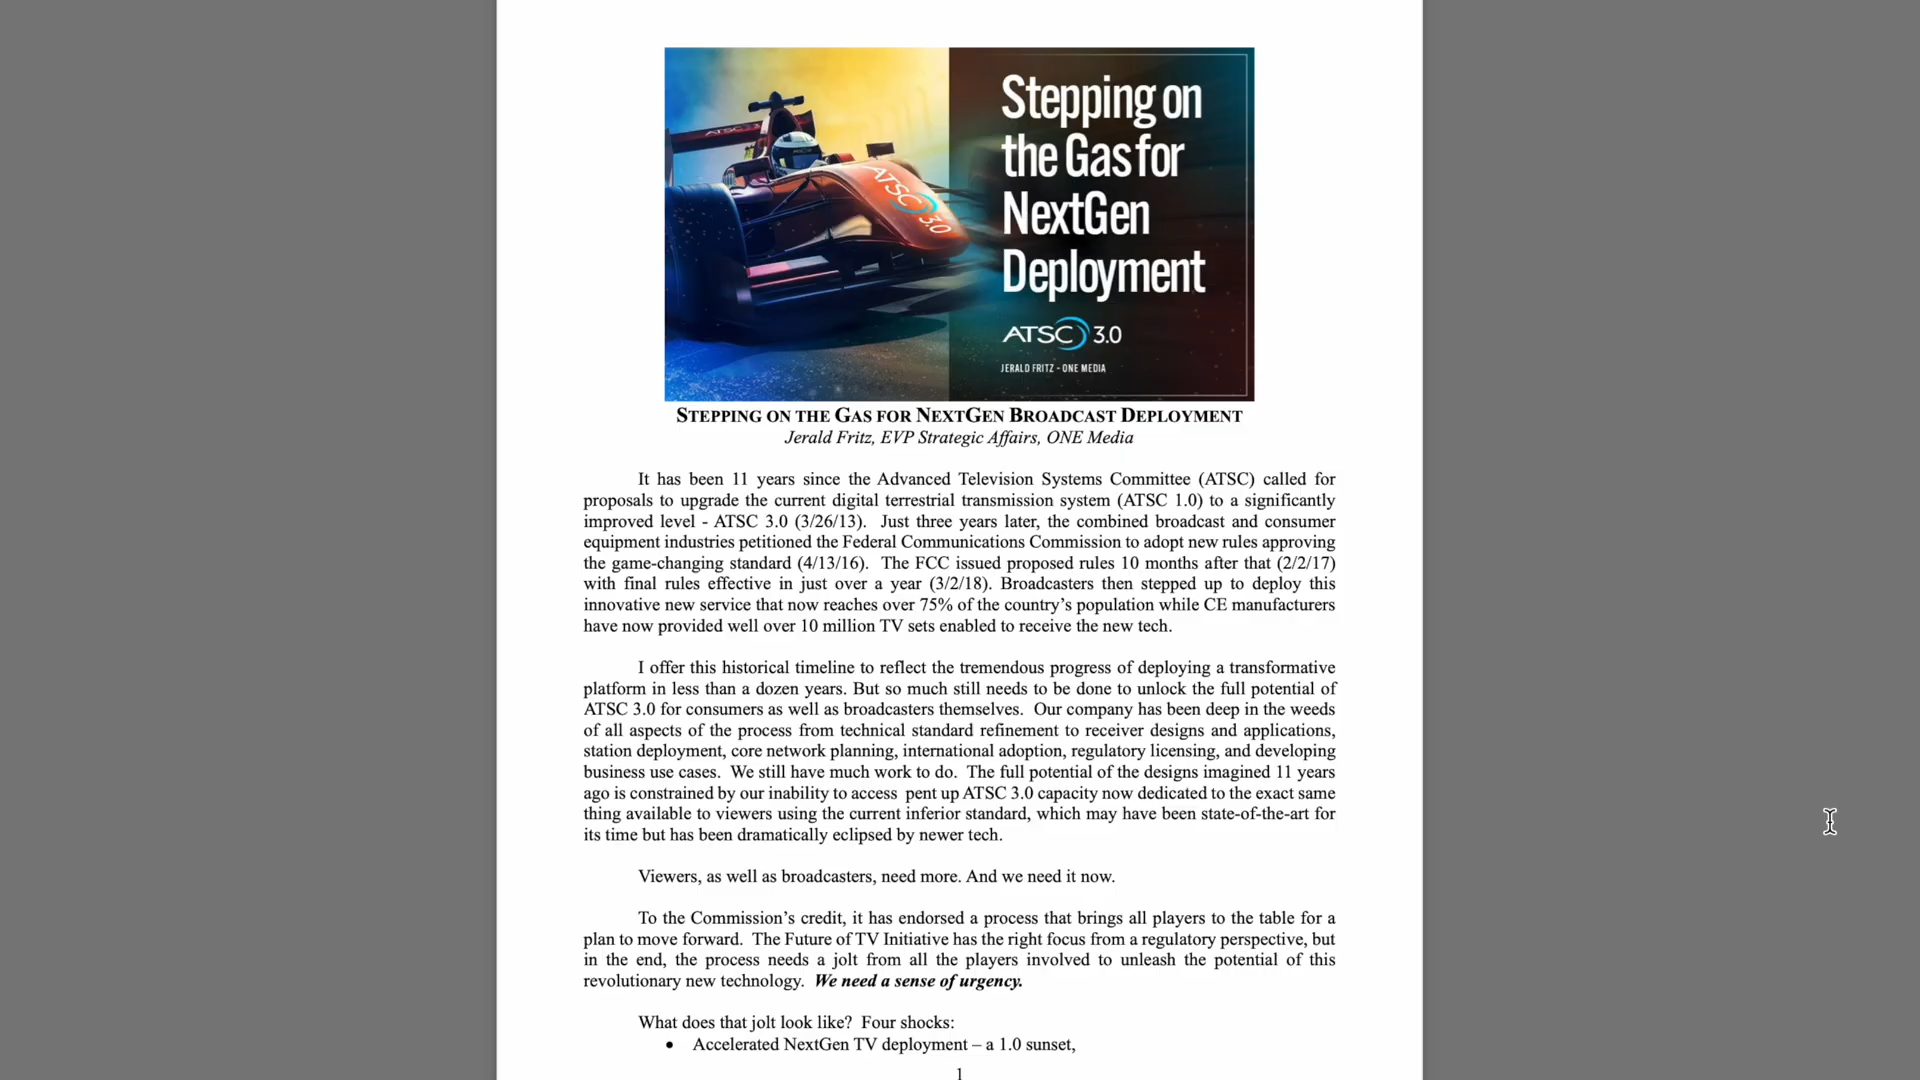 Stepping on
the Gas for
NextGen
Deployment
ATSC 3.0
JERALD FRITZ - ONE MEDIA
ATSC 3.0
ATSC 3.0
STEPPING ON THE GAS FOR NEXTGEN BROADCAST DEPLOYMENT
Jerald Fritz, EVP Strategic Affairs, ONE Media
It has been 11 years since the Advanced Television Systems Committee (ATSC) called for
proposals to upgrade the current digital terrestrial transmission system (ATSC 1.0) to a significantly
improved level - ATSC 3.0 (3/26/13).  Just three years later, the combined broadcast and consumer
equipment industries petitioned the Federal Communications Commission to adopt new rules approving
the game-changing standard (4/13/16).  The FCC issued proposed rules 10 months after that (2/2/17)
with final rules effective in just over a year (3/2/18). Broadcasters then stepped up to deploy this
innovative new service that now reaches over 75% of the country’s population while CE manufacturers
have now provided well over 10 million TV sets enabled to receive the new tech.
I offer this historical timeline to reflect the tremendous progress of deploying a transformative
platform in less than a dozen years. But so much still needs to be done to unlock the full potential of
ATSC 3.0 for consumers as well as broadcasters themselves.  Our company has been deep in the weeds
of all aspects of the process from technical standard refinement to receiver designs and applications,
station deployment, core network planning, international adoption, regulatory licensing, and developing
business use cases.  We still have much work to do.  The full potential of the designs imagined 11 years
ago is constrained by our inability to access  pent up ATSC 3.0 capacity now dedicated to the exact same
thing available to viewers using the current inferior standard, which may have been state-of-the-art for
its time but has been dramatically eclipsed by newer tech.
Viewers, as well as broadcasters, need more. And we need it now.
To the Commission’s credit, it has endorsed a process that brings all players to the table for a
plan to move forward.  The Future of TV Initiative has the right focus from a regulatory perspective, but
in the end, the process needs a jolt from all the players involved to unleash the potential of this
revolutionary new technology.  We need a sense of urgency.
What does that jolt look like?  Four shocks:
• Accelerated NextGen TV deployment – a 1.0 sunset,
1